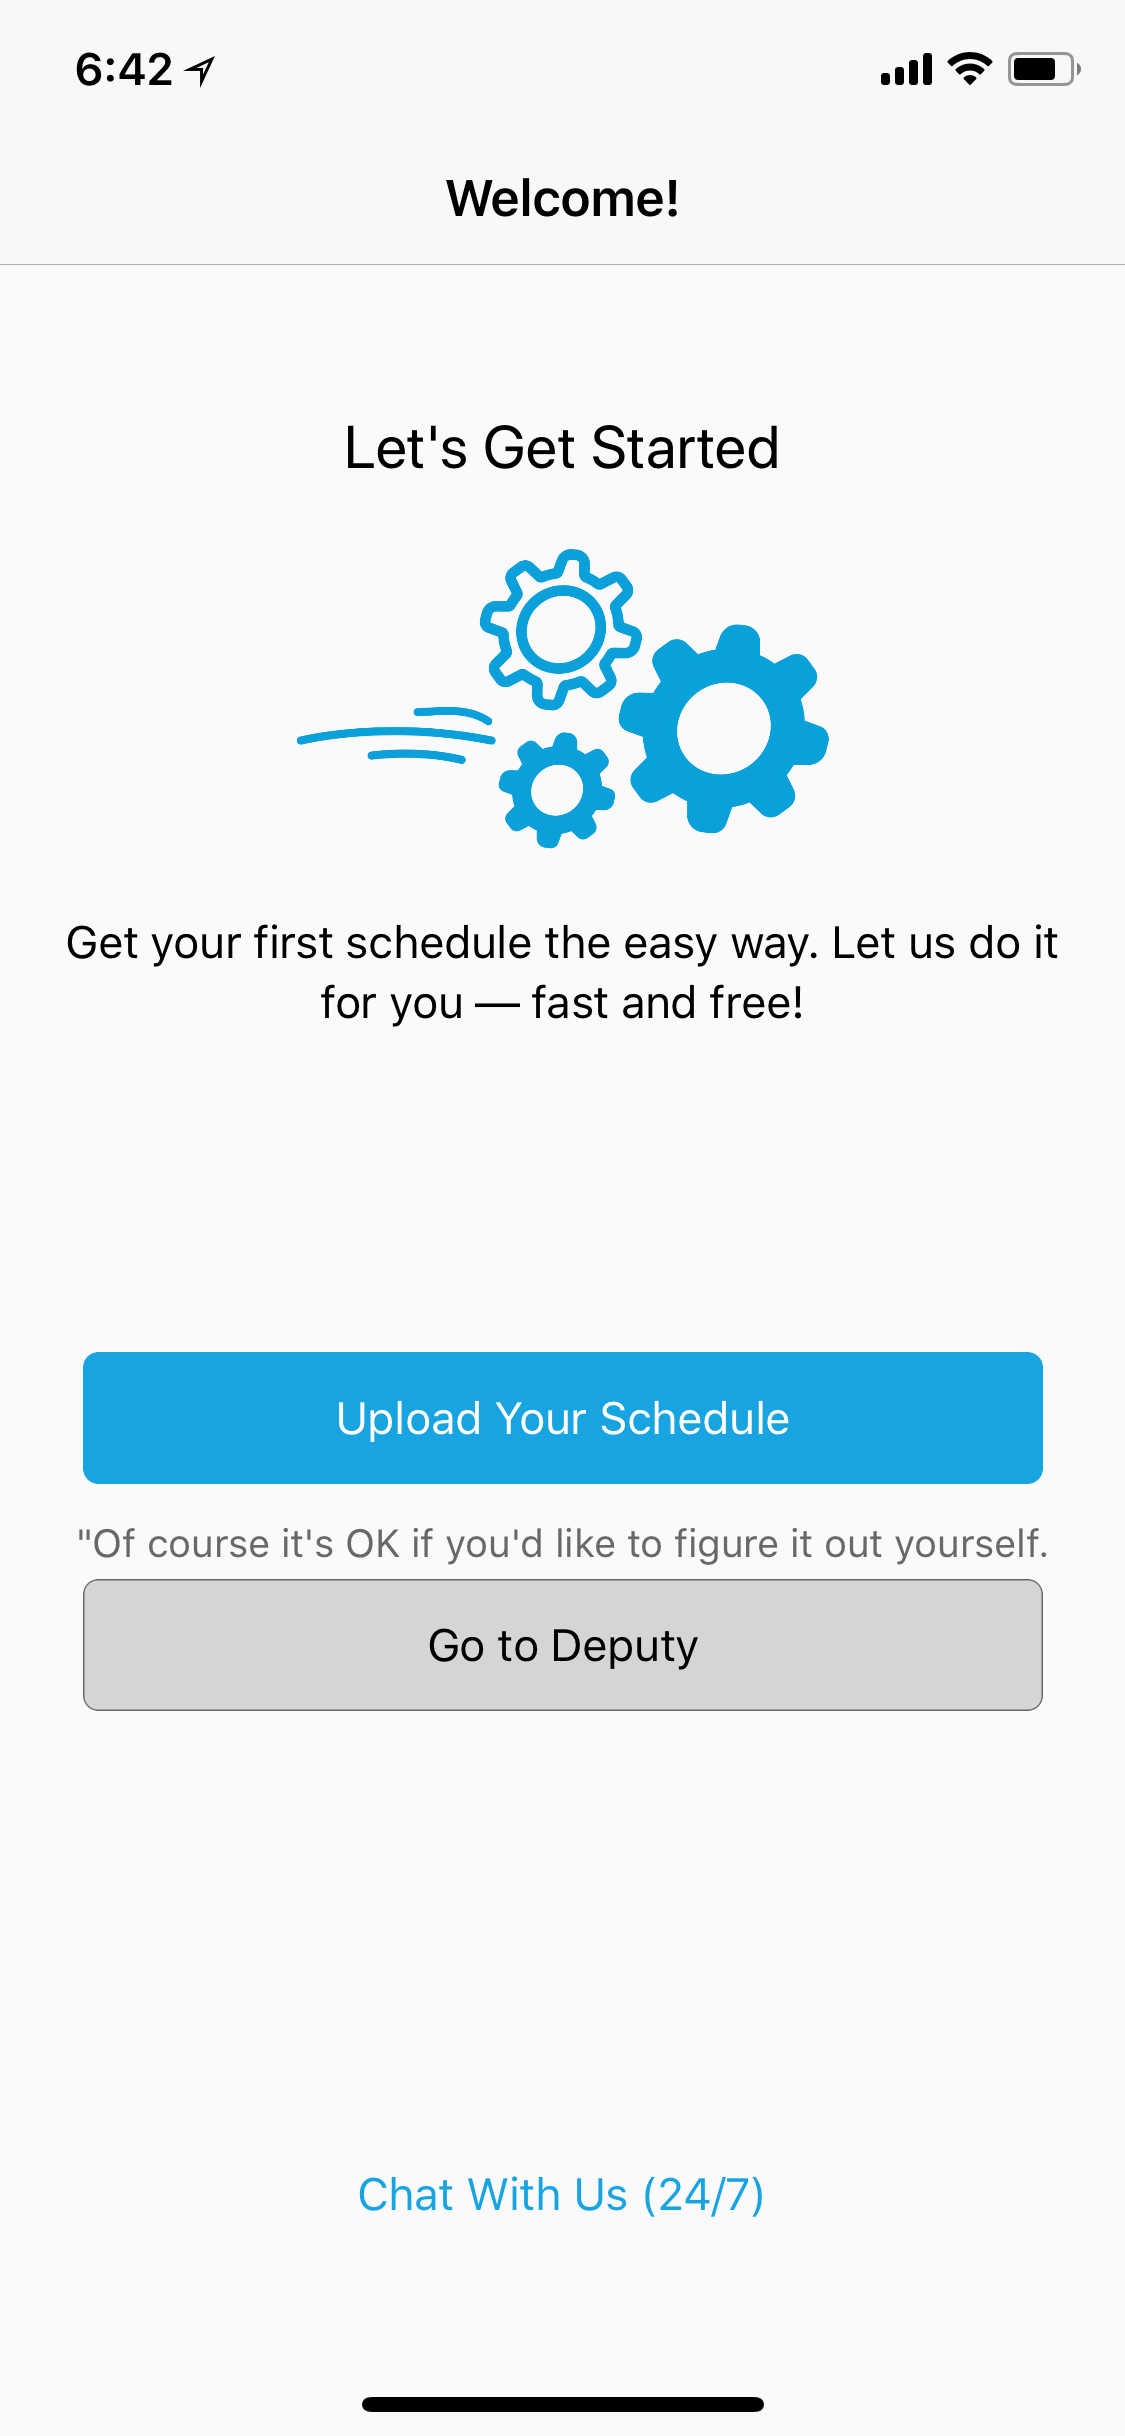 6:42
Welcome!
Let's Get Started
Get your first schedule the easy way. Let us do it
for you — fast and free!
Upload Your Schedule
"Of course it's OK if you'd like to figure it out yourself.
Go to Deputy
Chat With Us (24/7)